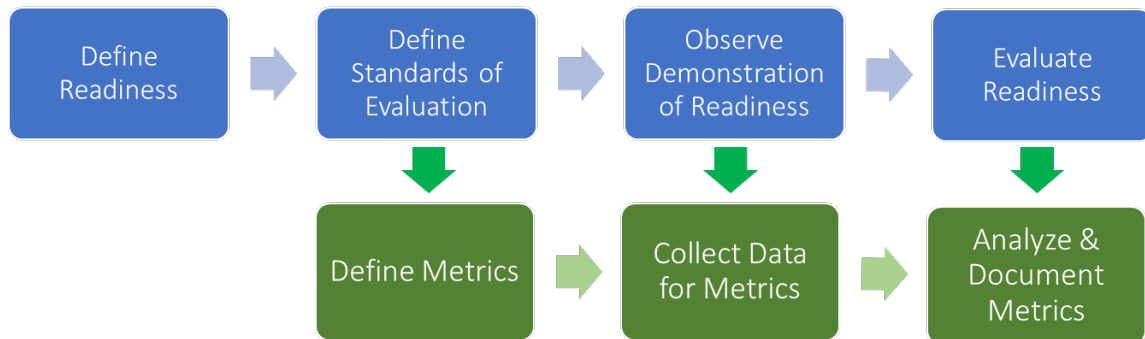 Define
Readiness
Define
Standards of
Evaluation
Observe
Demonstration
of Readiness
Evaluate
Readiness
Define Metrics
Collect Data
for Metrics
Analyze &
Document
Metrics